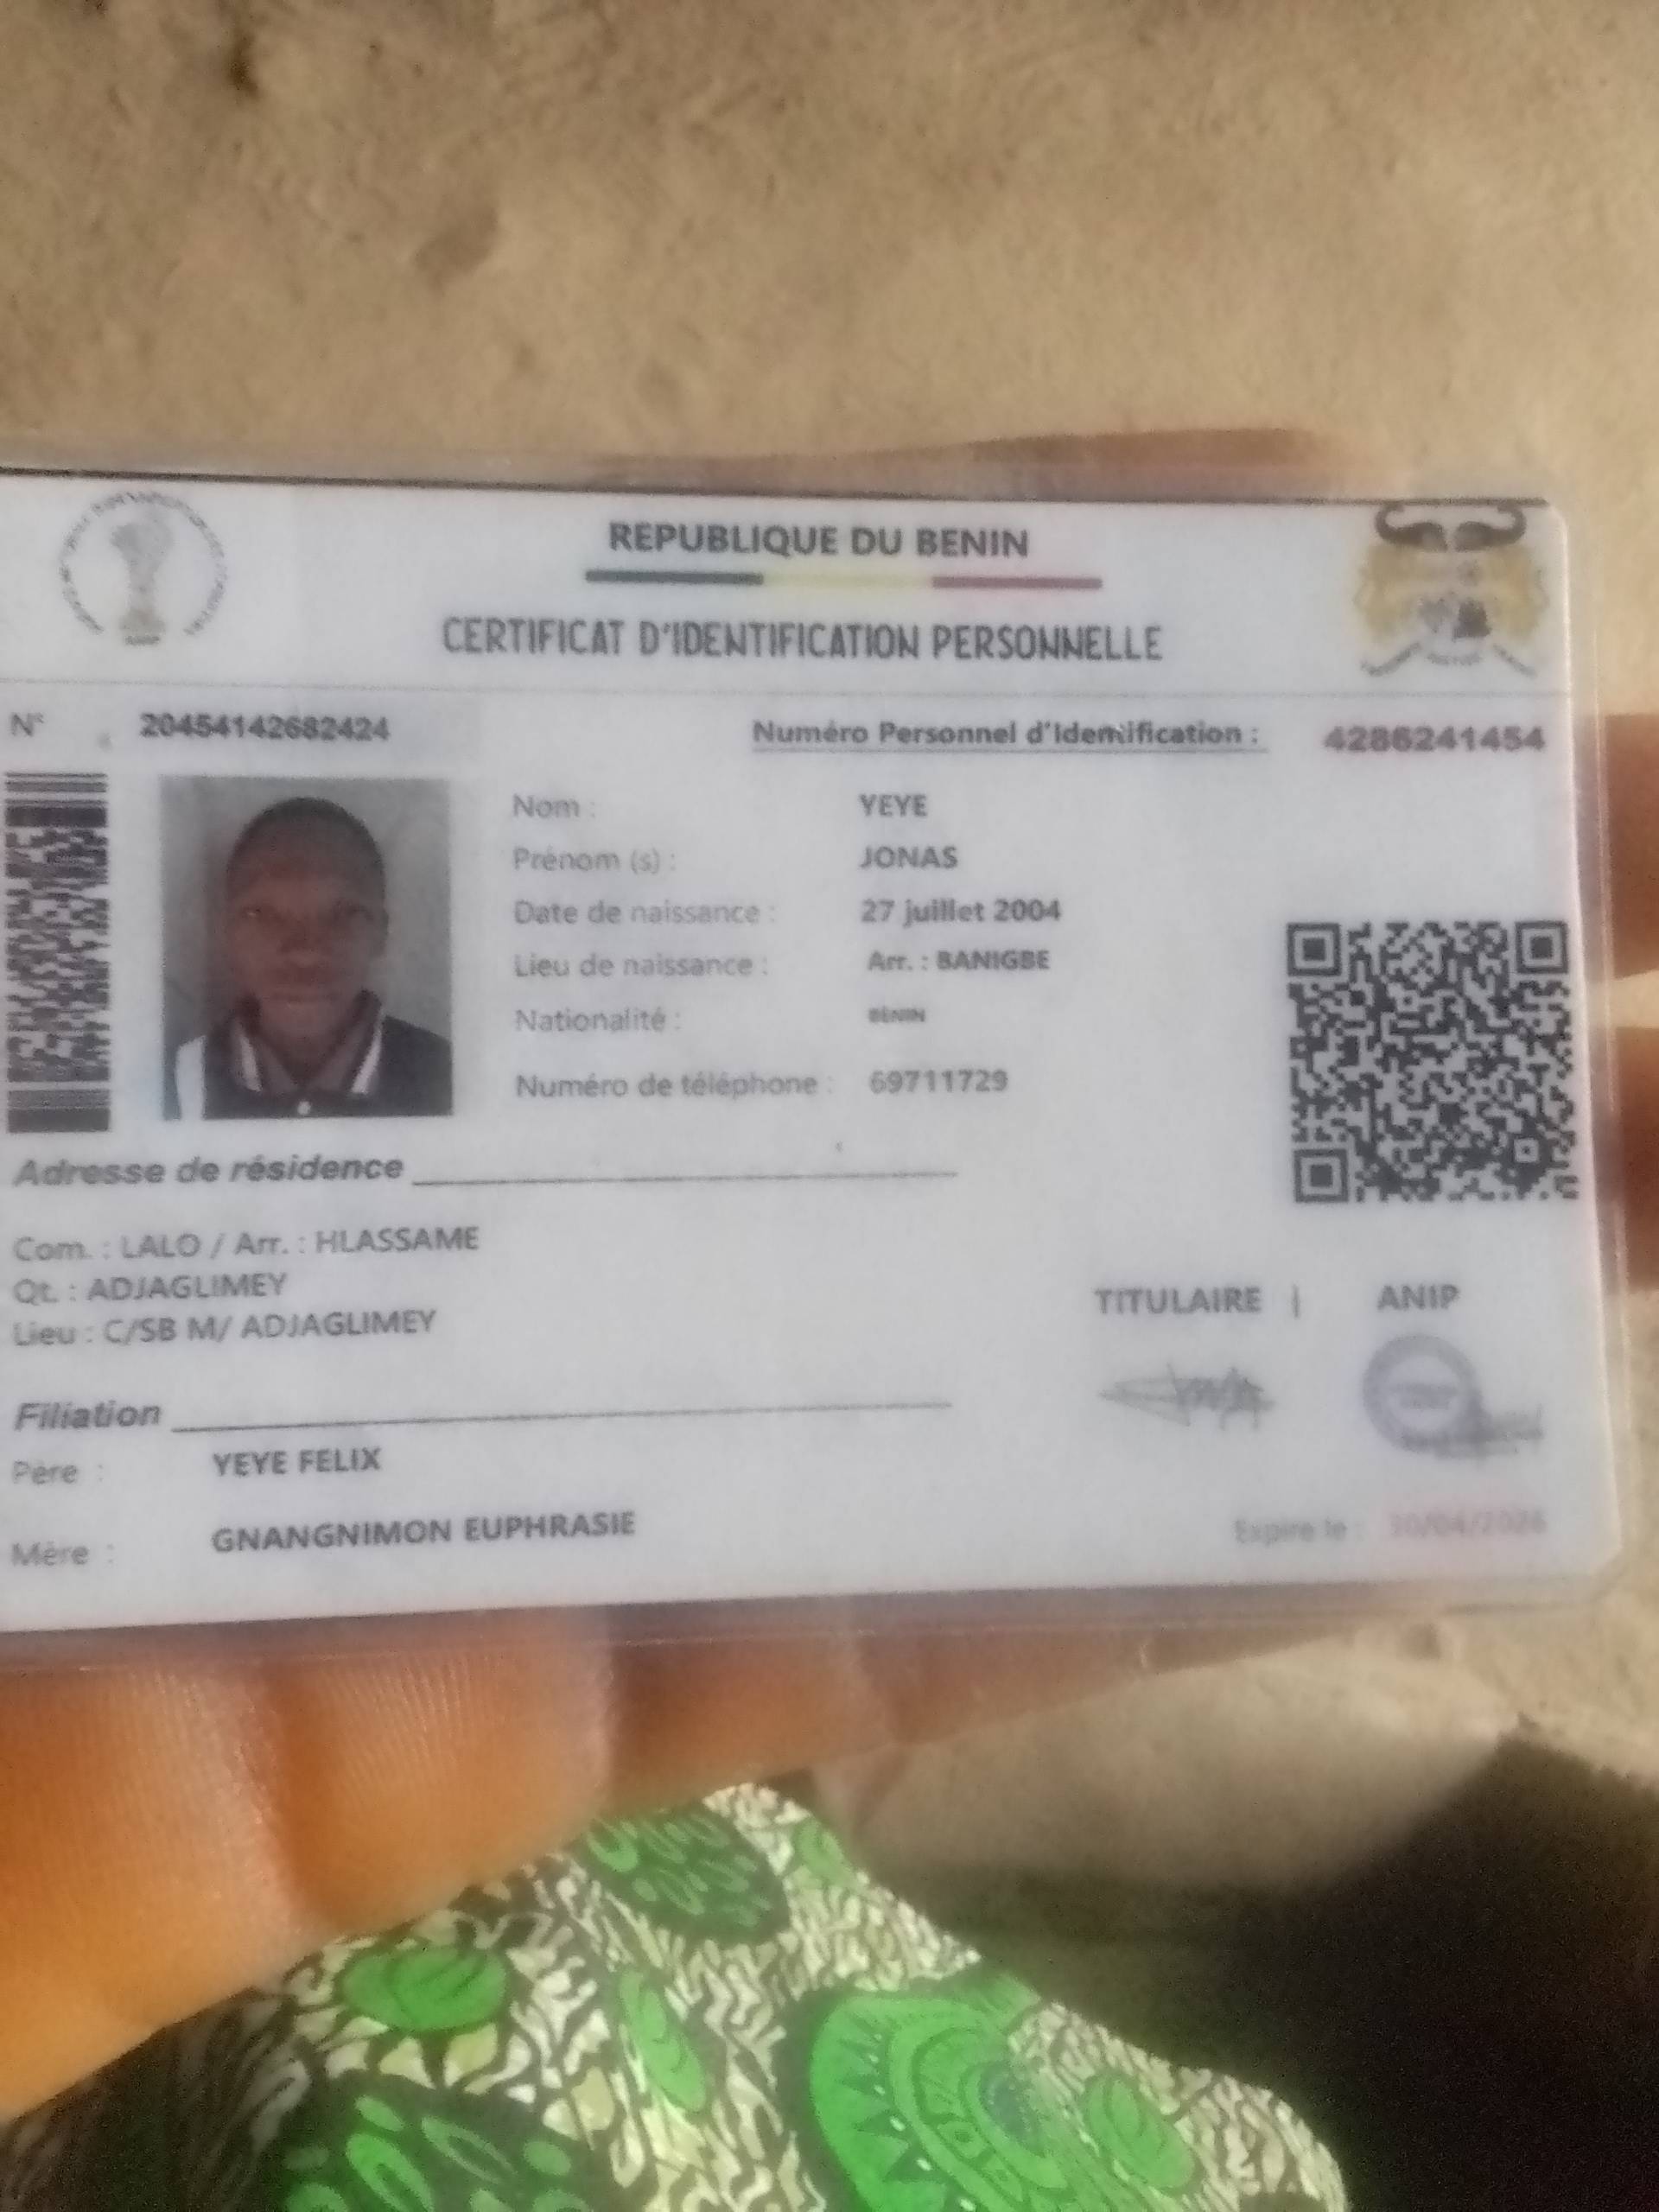 REPUBLIQUE DU BENIN
CERTIFICAT D'IDENTIFICATION PERSONNELLE
N° 20454142682424
Numéro Personnel d'Identification : 4286241454
Nom : YEYE
Prénom (s) : JONAS
Date de naissance : 27 juillet 2004
Lieu de naissance : Arr. : BANIGBE
Nationalité : BENIN
Numéro de téléphone : 69711729
Adresse de résidence
Com. : LALO / Arr. : HLASSAME
Qt. : ADJAGLIMEY
Lieu : C/SB M/ ADJAGLIMEY
TITULAIRE | ANIP
Filiation
Père : YEYE FELIX
Mère : GNANGNIMON EUPHRASIE
Expire le :